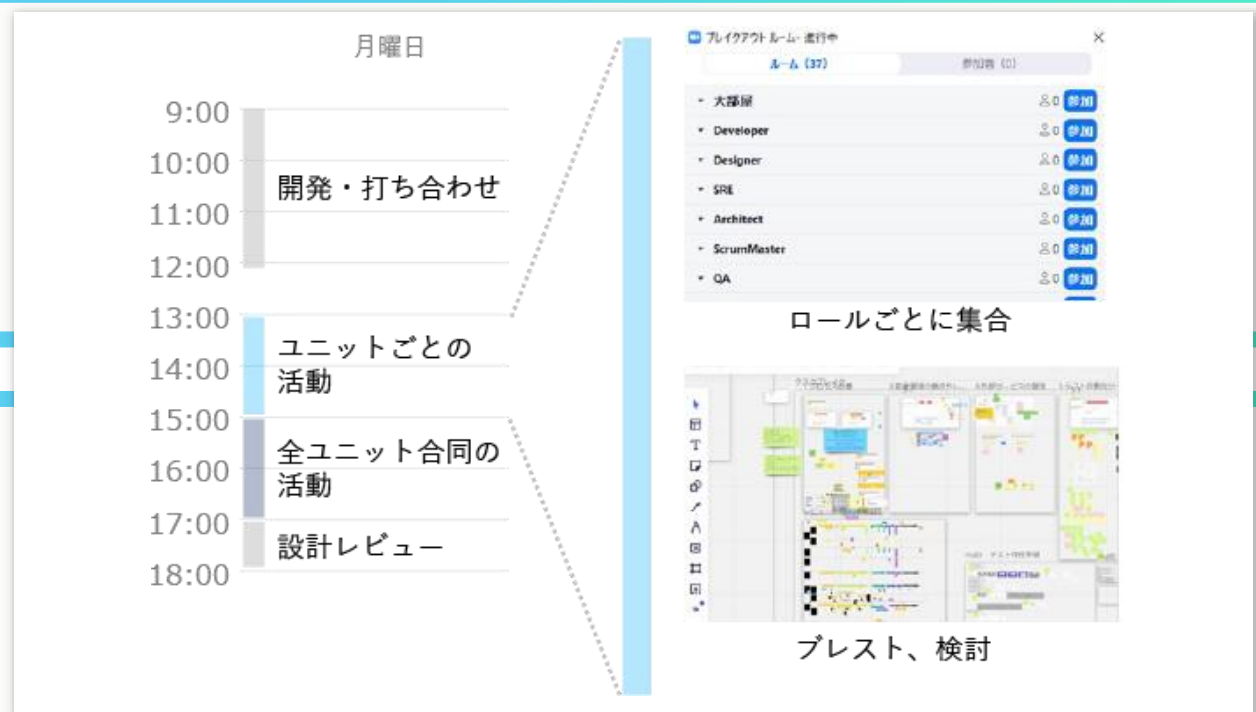 月曜日
9:00
10:00
開発・打ち合わせ
11:00
12:00
13:00
ユニットごとの
14:00
活動
15:00
全ユニット合同の
16:00
活動
17:00
設計レビュー
18:00
ブレイクアウト ルーム- 進行中
ルーム (37)
参加者 (0)
大部屋
0 参加
Developer
0 参加
Designer
0 参加
SRE
0 参加
Architect
0 参加
ScrumMaster
0 参加
QA
0 参加
ロールごとに集合
ブレスト、検討